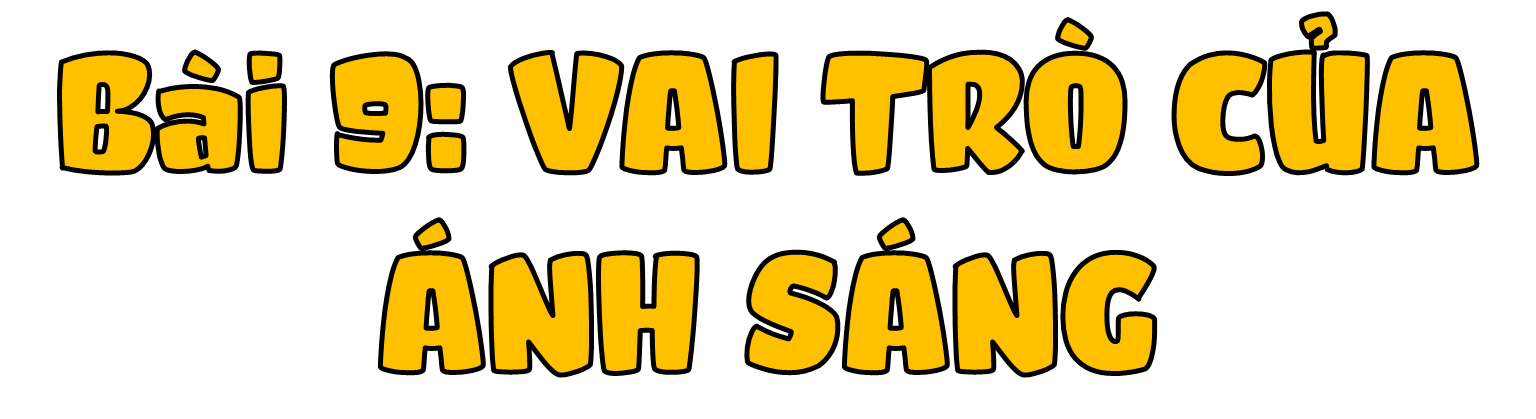 Bài 9: VAI TRÒ CỦA
ÁNH SÁNG